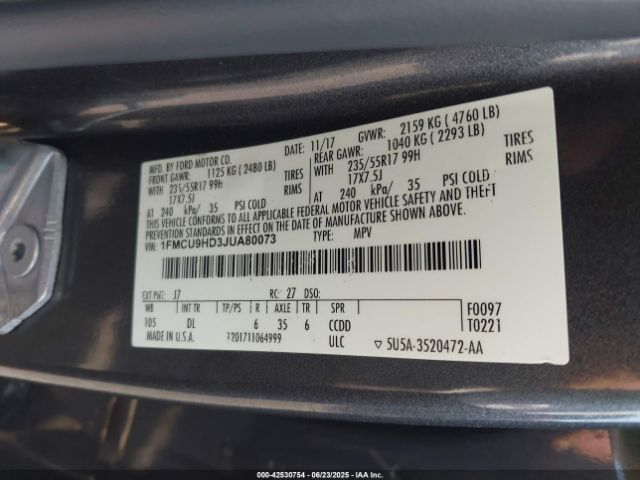 MFD. BY FORD MOTOR CO. DATE: 11/17 GVWR: 2159 KG ( 4760 LB)
FRONT GAWR: 1125 KG ( 2480 LB) REAR GAWR: 1040 KG ( 2293 LB)
WITH 235/55R17 99H TIRES WITH 235/55R17 99H TIRES
17X7.5J RIMS 17X7.5J RIMS
AT 240 kPa/ 35 PSI COLD AT 240 kPa/ 35 PSI COLD
THIS VEHICLE CONFORMS TO ALL APPLICABLE FEDERAL MOTOR VEHICLE SAFETY AND THEFT
PREVENTION STANDARDS IN EFFECT ON THE DATE OF MANUFACTURE SHOWN ABOVE.
VIN: 1FMCU9HD3JUA80073 TYPE: MPV
EXT PNT: J7 RC: 27 DSO:
WB INT TR TP/PS R AXLE TR SPR F0097
105 DL 6 35 6 CCDD T0221
MADE IN U.S.A. ULC ▽ 5U5A-3520472-AA
000-42530754 - 06/23/2025 - IAA Inc.